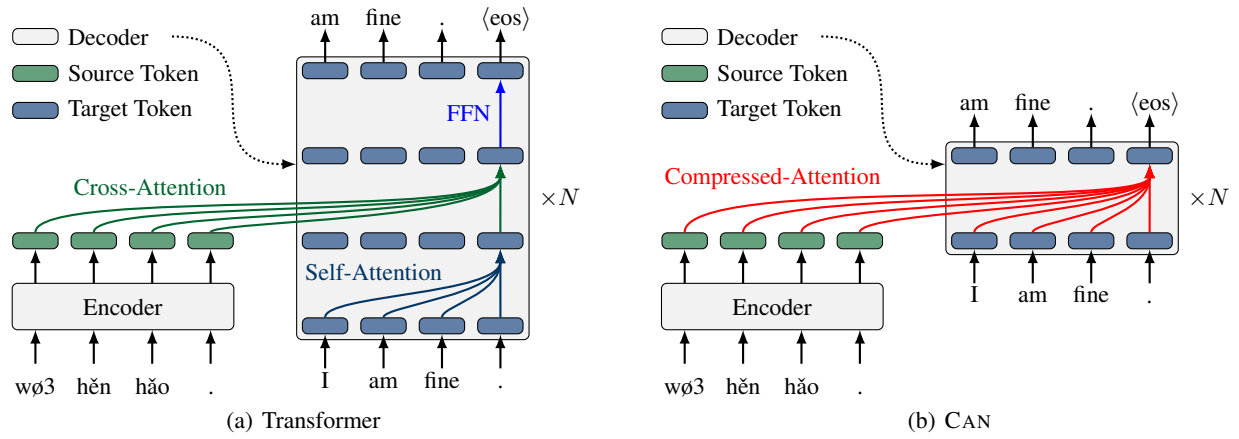 Decoder
Source Token
Target Token
am fine . ⟨eos⟩
FFN
Cross-Attention
×N
Self-Attention
Encoder
wø3 hěn hǎo .
I am fine .
(a) Transformer
Decoder
Source Token
Target Token
am fine . ⟨eos⟩
Compressed-Attention
×N
I am fine .
Encoder
wø3 hěn hǎo .
(b) CAN